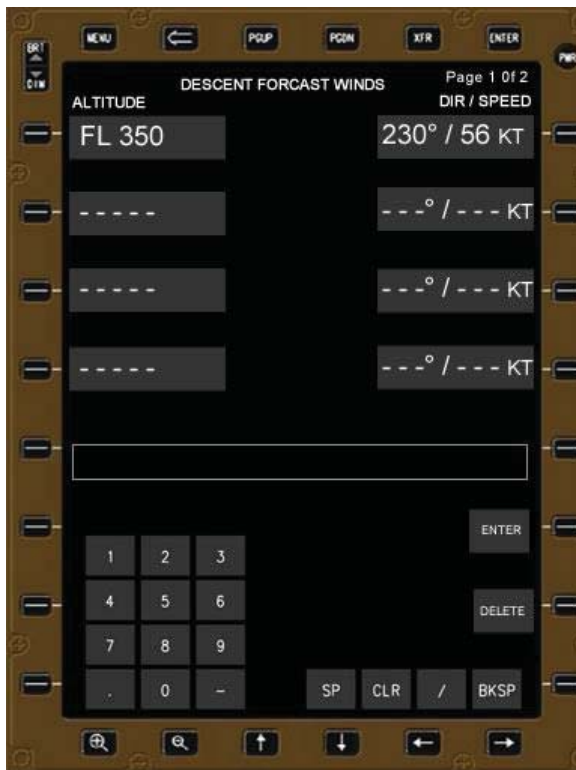 MENU PGUP PGDN XFR ENTER
BRT
DIM
PWR
DESCENT FORCAST WINDS
Page 1 0f 2
ALTITUDE
DIR / SPEED
FL 350 230° / 56 KT
- - - - - - - -° / - - - KT
- - - - - - - -° / - - - KT
- - - - - - - -° / - - - KT
ENTER
1 2 3
4 5 6
DELETE
7 8 9
. 0 – SP CLR / BKSP